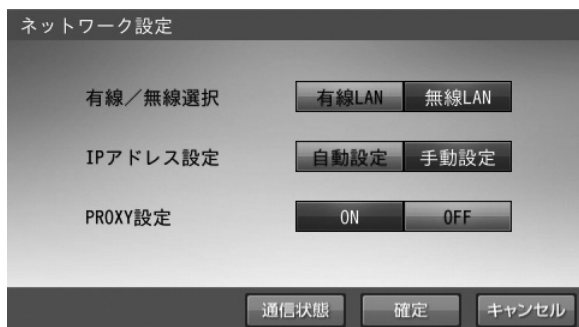 ネットワーク設定
有線／無線選択 有線LAN 無線LAN
IPアドレス設定 自動設定 手動設定
PROXY設定 ON OFF
通信状態 確定 キャンセル